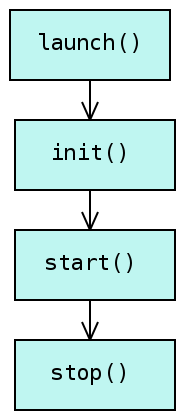 launch()
init()
start()
stop()